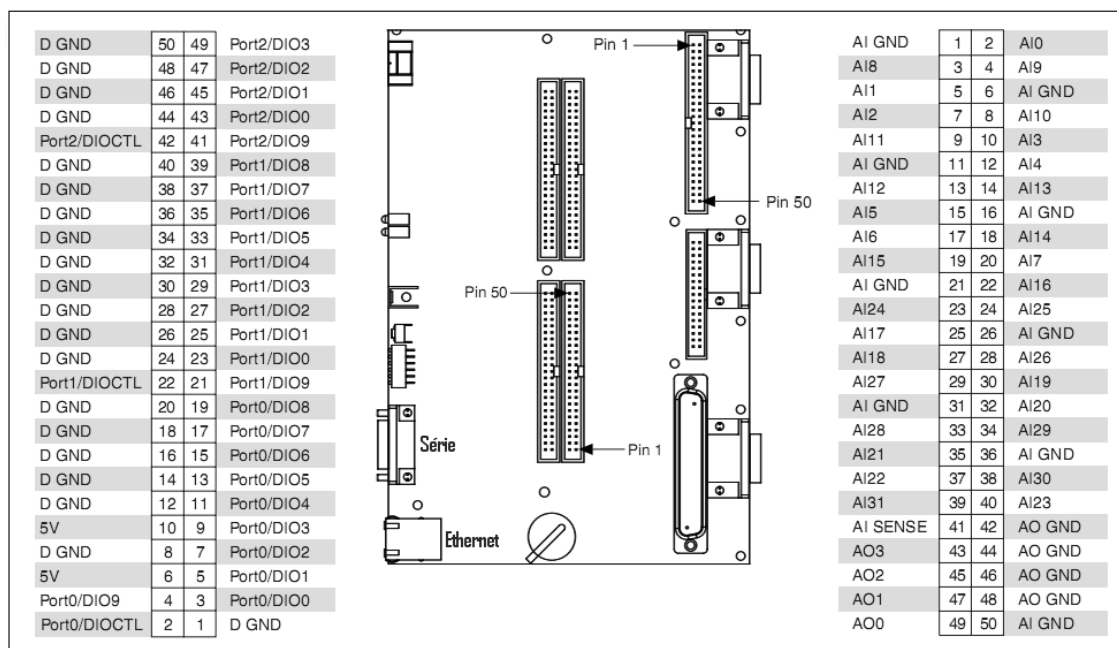 D GND 50 49 Port2/DIO3
D GND 48 47 Port2/DIO2
D GND 46 45 Port2/DIO1
D GND 44 43 Port2/DIO0
Port2/DIOCTL 42 41 Port2/DIO9
D GND 40 39 Port1/DIO8
D GND 38 37 Port1/DIO7
D GND 36 35 Port1/DIO6
D GND 34 33 Port1/DIO5
D GND 32 31 Port1/DIO4
D GND 30 29 Port1/DIO3
D GND 28 27 Port1/DIO2
D GND 26 25 Port1/DIO1
D GND 24 23 Port1/DIO0
Port1/DIOCTL 22 21 Port1/DIO9
D GND 20 19 Port0/DIO8
D GND 18 17 Port0/DIO7
D GND 16 15 Port0/DIO6
D GND 14 13 Port0/DIO5
D GND 12 11 Port0/DIO4
5V 10 9 Port0/DIO3
D GND 8 7 Port0/DIO2
5V 6 5 Port0/DIO1
Port0/DIO9 4 3 Port0/DIO0
Port0/DIOCTL 2 1 D GND
Pin 1
Pin 50
Pin 50
Pin 1
Série
Ethernet
AI GND 1 2 AI0
AI8 3 4 AI9
AI1 5 6 AI GND
AI2 7 8 AI10
AI11 9 10 AI3
AI GND 11 12 AI4
AI12 13 14 AI13
AI5 15 16 AI GND
AI6 17 18 AI14
AI15 19 20 AI7
AI GND 21 22 AI16
AI24 23 24 AI25
AI17 25 26 AI GND
AI18 27 28 AI26
AI27 29 30 AI19
AI GND 31 32 AI20
AI28 33 34 AI29
AI21 35 36 AI GND
AI22 37 38 AI30
AI31 39 40 AI23
AI SENSE 41 42 AO GND
AO3 43 44 AO GND
AO2 45 46 AO GND
AO1 47 48 AO GND
AO0 49 50 AI GND